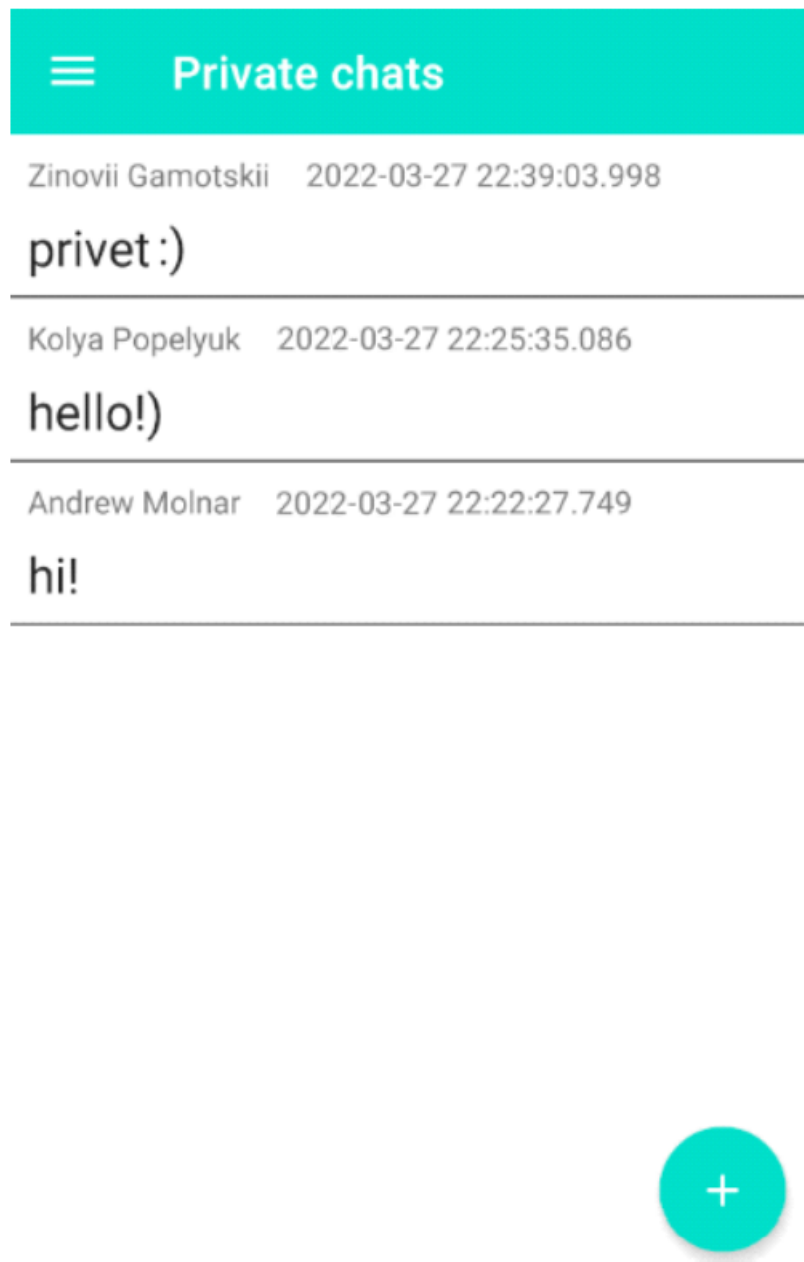 Private chats
Zinovii Gamotskii 2022-03-27 22:39:03.998
privet :)
Kolya Popelyuk 2022-03-27 22:25:35.086
hello!)
Andrew Molnar 2022-03-27 22:22:27.749
hi!
+